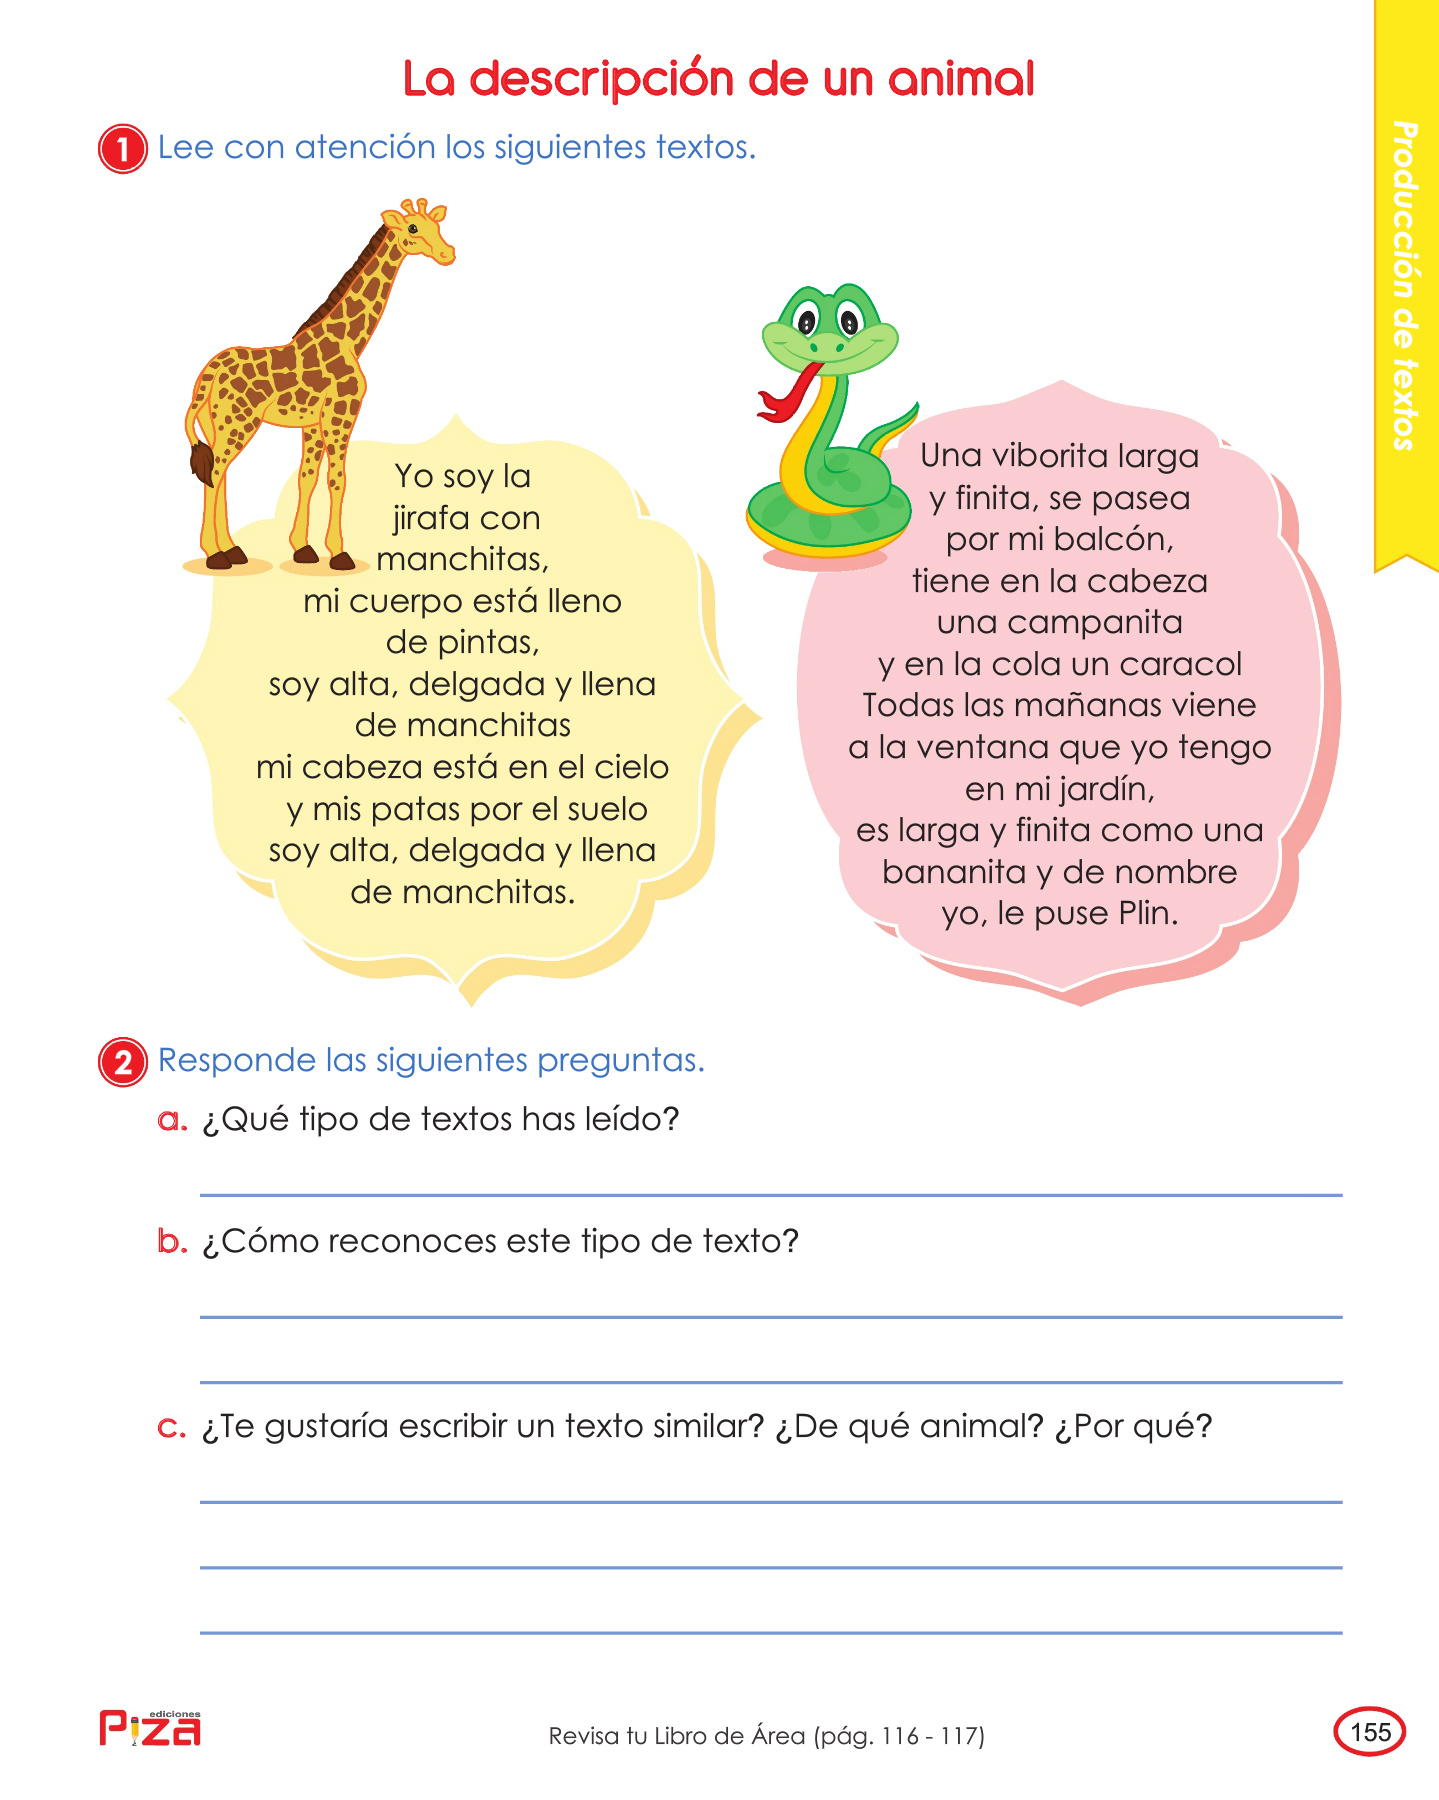 La descripción de un animal
1 Lee con atención los siguientes textos.
Yo soy la
jirafa con
manchitas,
mi cuerpo está lleno
de pintas,
soy alta, delgada y llena
de manchitas
mi cabeza está en el cielo
y mis patas por el suelo
soy alta, delgada y llena
de manchitas.
Una viborita larga
y finita, se pasea
por mi balcón,
tiene en la cabeza
una campanita
y en la cola un caracol
Todas las mañanas viene
a la ventana que yo tengo
en mi jardín,
es larga y finita como una
bananita y de nombre
yo, le puse Plin.
2 Responde las siguientes preguntas.
a. ¿Qué tipo de textos has leído?
b. ¿Cómo reconoces este tipo de texto?
c. ¿Te gustaría escribir un texto similar? ¿De qué animal? ¿Por qué?
Producción de textos
ediciones
Piza
Revisa tu Libro de Área (pág. 116 - 117)
155